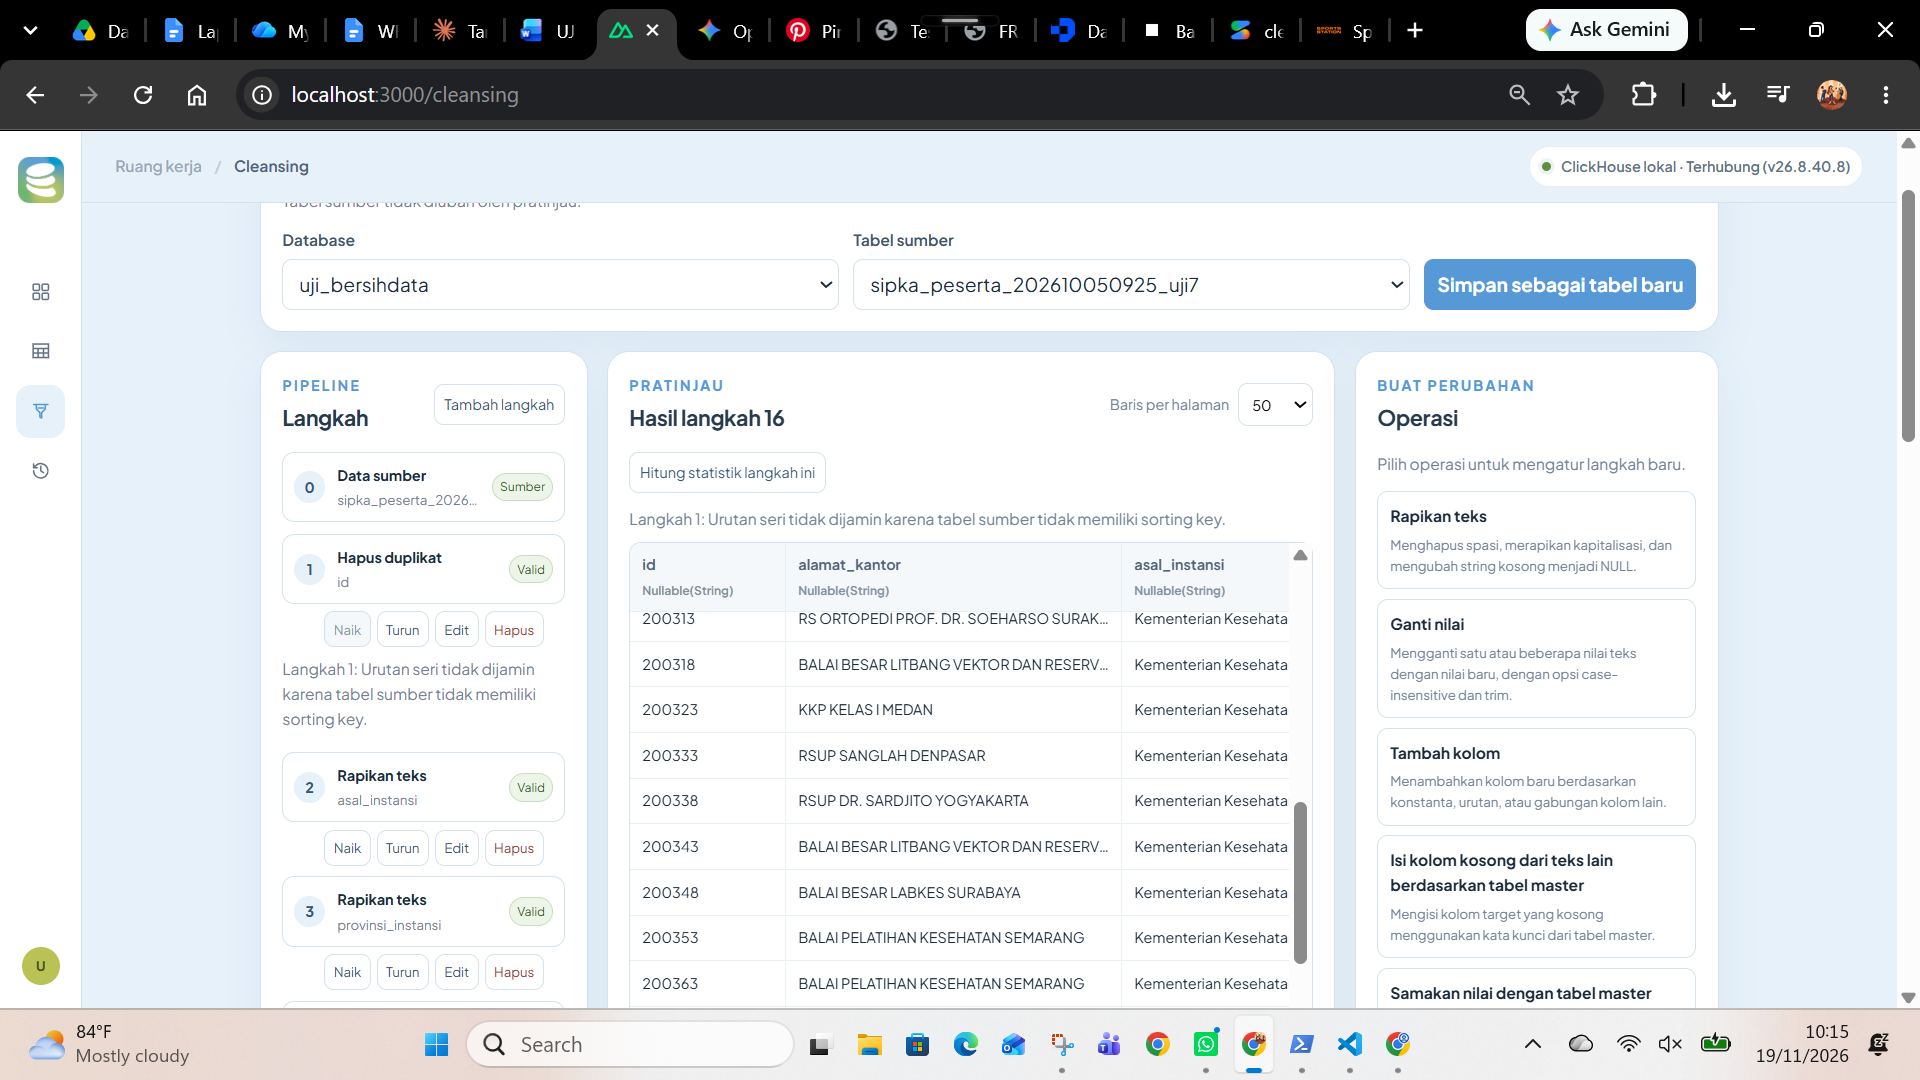 Da
La
My
Wh
Ta
UJ
Op
Pir
Te
FR
Da
Ba
cle
Sp
Ask Gemini
localhost:3000/cleansing
Ruang kerja / Cleansing
ClickHouse lokal · Terhubung (v26.8.40.8)
Tabel sumber tidak diubah oleh pratinjau.
Database
Tabel sumber
uji_bersihdata
sipka_peserta_202610050925_uji7
Simpan sebagai tabel baru
PIPELINE
Langkah
Tambah langkah
0
Data sumber
sipka_peserta_2026...
Sumber
1
Hapus duplikat
id
Valid
Naik
Turun
Edit
Hapus
Langkah 1: Urutan seri tidak dijamin
karena tabel sumber tidak memiliki
sorting key.
2
Rapikan teks
asal_instansi
Valid
Naik
Turun
Edit
Hapus
3
Rapikan teks
provinsi_instansi
Valid
Naik
Turun
Edit
Hapus
PRATINJAU
Hasil langkah 16
Baris per halaman
50
Hitung statistik langkah ini
Langkah 1: Urutan seri tidak dijamin karena tabel sumber tidak memiliki sorting key.
id alamat_kantor asal_instansi
Nullable(String) Nullable(String) Nullable(String)
200313 RS ORTOPEDI PROF. DR. SOEHARSO SURAK... Kementerian Kesehata
200318 BALAI BESAR LITBANG VEKTOR DAN RESERV... Kementerian Kesehata
200323 KKP KELAS I MEDAN Kementerian Kesehata
200333 RSUP SANGLAH DENPASAR Kementerian Kesehata
200338 RSUP DR. SARDJITO YOGYAKARTA Kementerian Kesehata
200343 BALAI BESAR LITBANG VEKTOR DAN RESERV... Kementerian Kesehata
200348 BALAI BESAR LABKES SURABAYA Kementerian Kesehata
200353 BALAI PELATIHAN KESEHATAN SEMARANG Kementerian Kesehata
200363 BALAI PELATIHAN KESEHATAN SEMARANG Kementerian Kesehata
BUAT PERUBAHAN
Operasi
Pilih operasi untuk mengatur langkah baru.
Rapikan teks
Menghapus spasi, merapikan kapitalisasi, dan
mengubah string kosong menjadi NULL.
Ganti nilai
Mengganti satu atau beberapa nilai teks
dengan nilai baru, dengan opsi case-
insensitive dan trim.
Tambah kolom
Menambahkan kolom baru berdasarkan
konstanta, urutan, atau gabungan kolom lain.
Isi kolom kosong dari teks lain
berdasarkan tabel master
Mengisi kolom target yang kosong
menggunakan kata kunci dari tabel master.
Samakan nilai dengan tabel master
U
84°F
Mostly cloudy
Search
10:15
19/11/2026